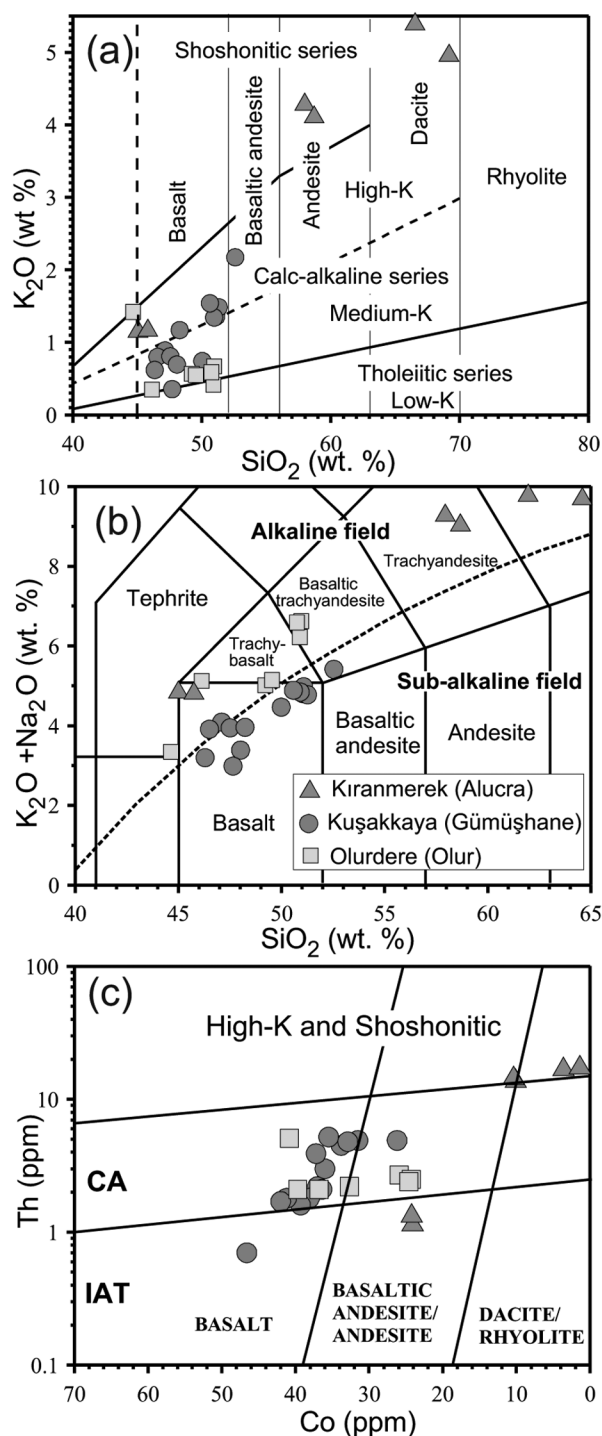 (a)
Shoshonitic series
Basalt
Basaltic andesite
Andesite
Dacite
Rhyolite
High-K
Calc-alkaline series
Medium-K
Tholeiitic series
Low-K
K₂O (wt %)
5
4
3
2
1
0
40 50 60 70 80
SiO₂ (wt. %)
(b)
Alkaline field
Trachyandesite
Tephrite
Basaltic
trachyandesite
Trachy-
basalt
Sub-alkaline field
Basaltic
andesite
Andesite
Basalt
Kıranmerek (Alucra)
Kuşakkaya (Gümüşhane)
Olurdere (Olur)
K₂O +Na₂O (wt. %)
10
8
6
4
2
0
40 45 50 55 60 65
SiO₂ (wt. %)
(c)
High-K and Shoshonitic
CA
IAT
BASALT
BASALTIC
ANDESITE/
ANDESITE
DACITE/
RHYOLITE
Th (ppm)
100
10
1
0.1
70 60 50 40 30 20 10 0
Co (ppm)